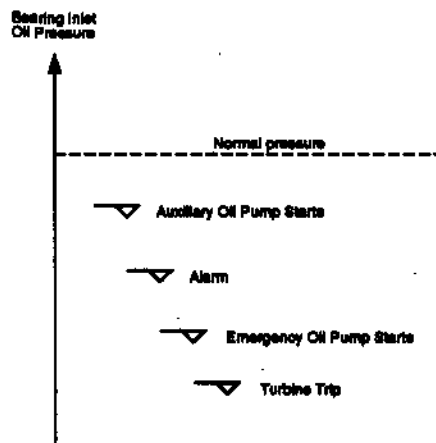 Bearing Inlet
Oil Pressure
Normal pressure
Auxiliary Oil Pump Starts
Alarm
Emergency Oil Pump Starts
Turbine Trip